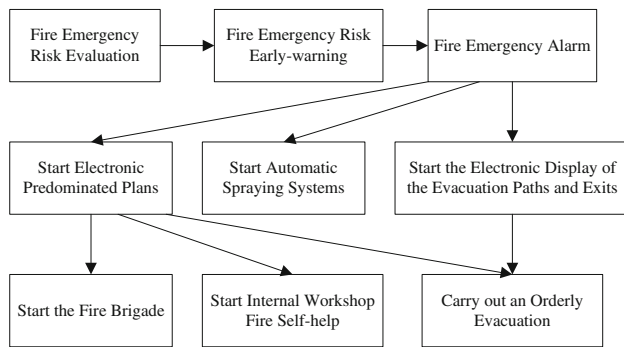 Fire Emergency
Risk Evaluation
Fire Emergency Risk
Early-warning
Fire Emergency Alarm
Start Electronic
Predominated Plans
Start Automatic
Spraying Systems
Start the Electronic Display of
the Evacuation Paths and Exits
Start the Fire Brigade
Start Internal Workshop
Fire Self-help
Carry out an Orderly
Evacuation